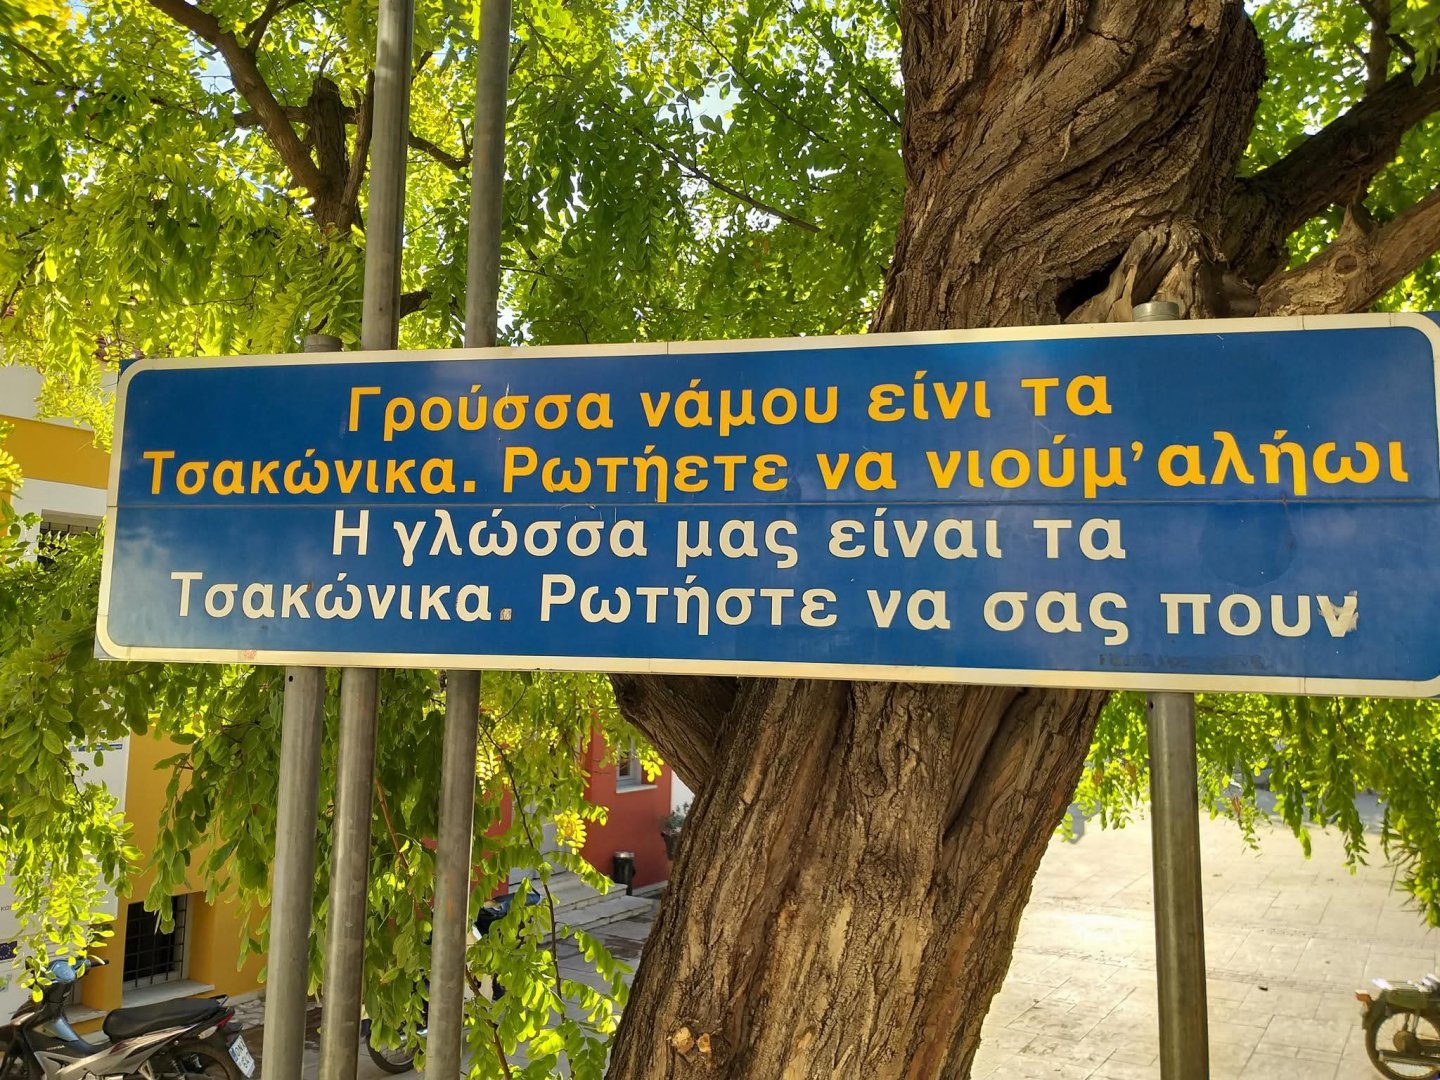 Γρούσσα νάμου είνι τα
Τσακώνικα. Ρωτήετε να νιούμ' αλήωι
Η γλώσσα μας είναι τα
Τσακώνικα. Ρωτήστε να σας πουν